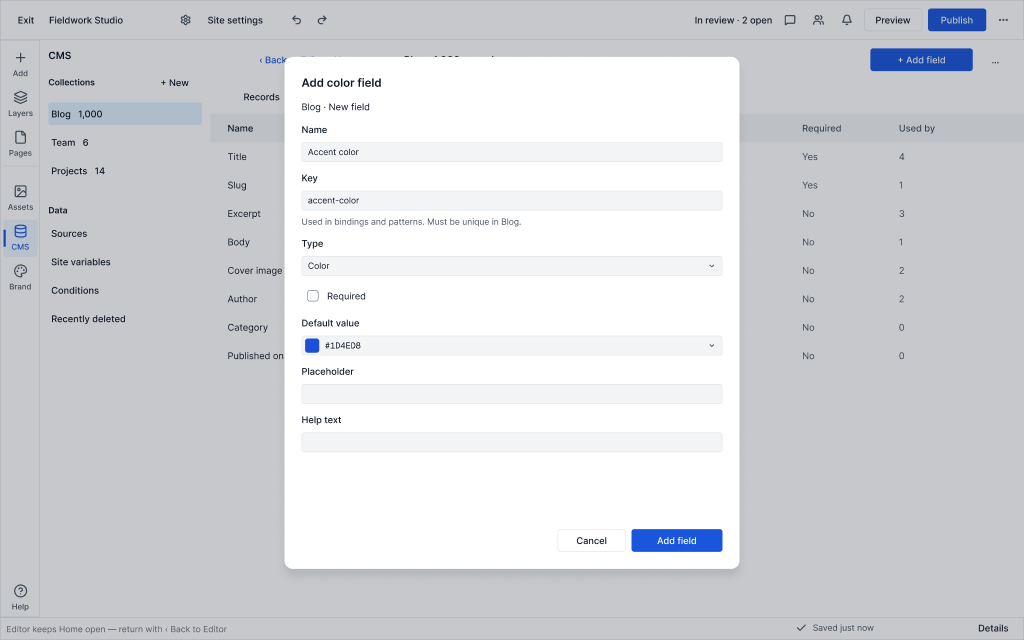 Exit Fieldwork Studio Site settings In review · 2 open Preview Publish
CMS
‹ Back
+ Add field
Add
Collections + New
Records
Layers
Blog 1,000
Name Required Used by
Team 6
Pages
Title Yes 4
Projects 14
Slug Yes 1
Assets
Data
Excerpt No 3
Sources
CMS
Body No 1
Site variables
Cover image No 2
Brand
Conditions
Author No 2
Recently deleted
Category No 0
Published on No 0
Add color field
Blog · New field
Name
Accent color
Key
accent-color
Used in bindings and patterns. Must be unique in Blog.
Type
Color
Required
Default value
#1D4ED8
Placeholder
Help text
Cancel Add field
Help
Editor keeps Home open — return with ‹ Back to Editor Saved just now Details